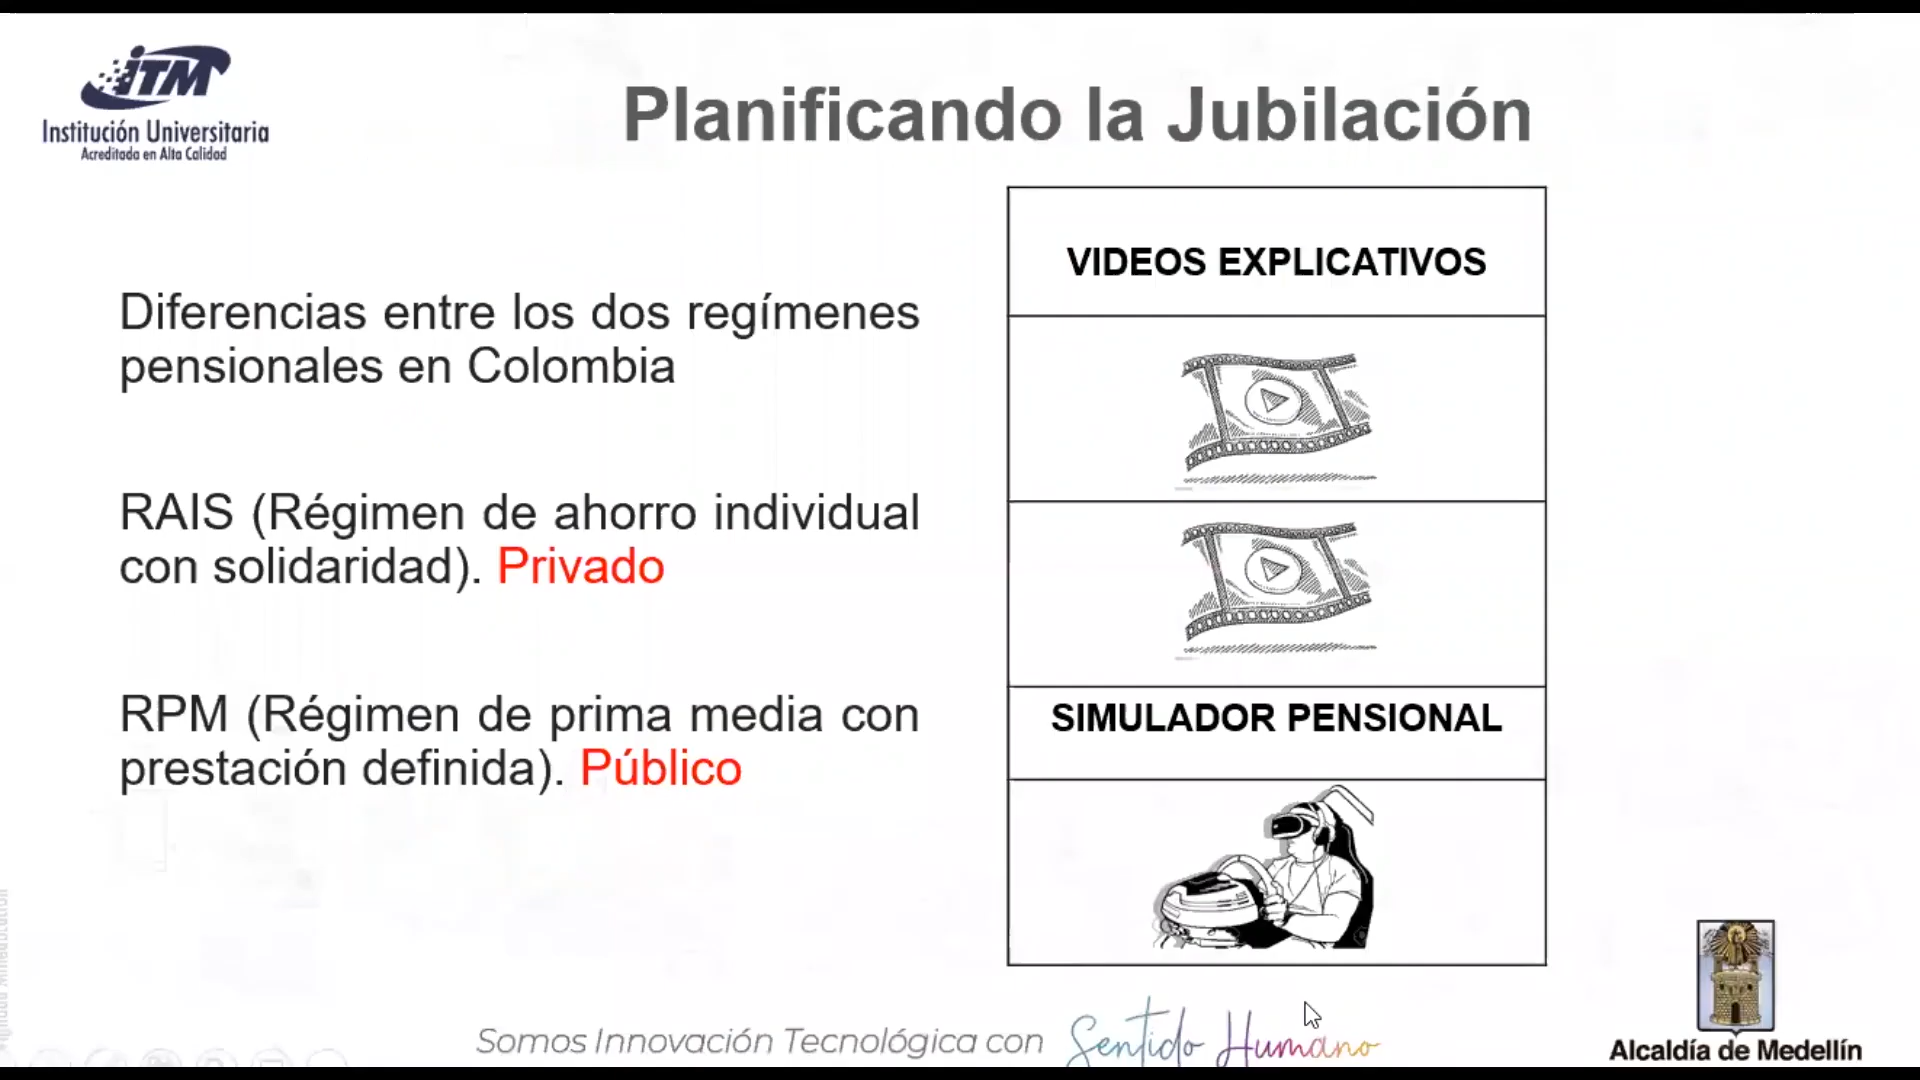 iTM
Institución Universitaria
Acreditada en Alta Calidad
Planificando la Jubilación
Diferencias entre los dos regímenes
pensionales en Colombia
RAIS (Régimen de ahorro individual
con solidaridad). Privado
RPM (Régimen de prima media con
prestación definida). Público
VIDEOS EXPLICATIVOS
SIMULADOR PENSIONAL
Somos Innovación Tecnológica con Sentido Humano
Alcaldía de Medellín